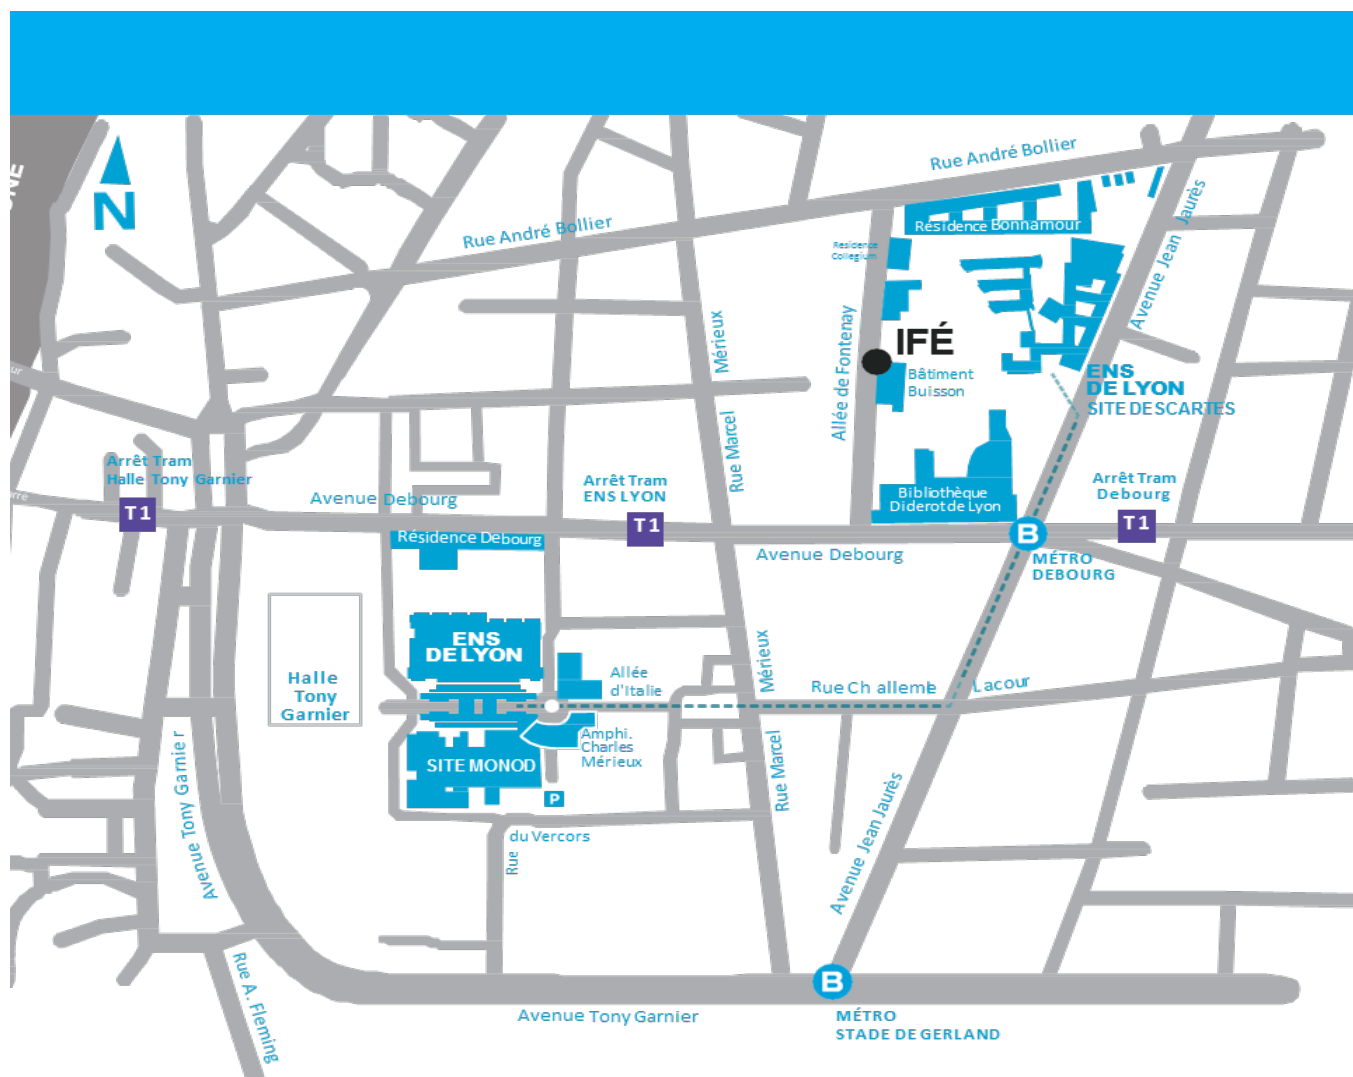 Rue André Bollier
N
Rue André Bollier
Résidence Bonnamour
Résidence
Collegium
Avenue Jean Jaurès
Mérieux
Allée de Fontenay
IFÉ
Bâtiment
Buisson
ENS
DE LYON
SITE DESCARTES
Rue Marcel
Arrêt Tram
Halle Tony Garnier
T1
Avenue Debourg
Arrêt Tram
ENS LYON
T1
Bibliothèque
Diderot de Lyon
Arrêt Tram
Debourg
T1
B
MÉTRO
DEBOURG
Résidence Debourg
Avenue Debourg
ENS
DE LYON
Halle
Tony
Garnier
Allée
d'Italie
Mérieux
Rue Ch alleme Lacour
Amphi.
Charles
Mérieux
SITE MONOD
P
Rue Marcel
Avenue Tony Garnier
Avenue Jean Jaurès
Rue du Vercors
Rue A. Fleming
Avenue Tony Garnier
B
MÉTRO
STADE DE GERLAND